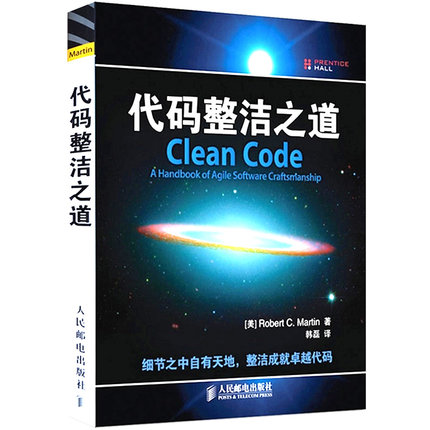 Martin
代码整洁之道
人民邮电出版社
PRENTICE
HALL
代码整洁之道
Clean Code
A Handbook of Agile Software Craftsmanship
[美] Robert C. Martin 著
韩磊 译
细节之中自有天地，整洁成就卓越代码
人民邮电出版社
POSTS & TELECOM PRESS